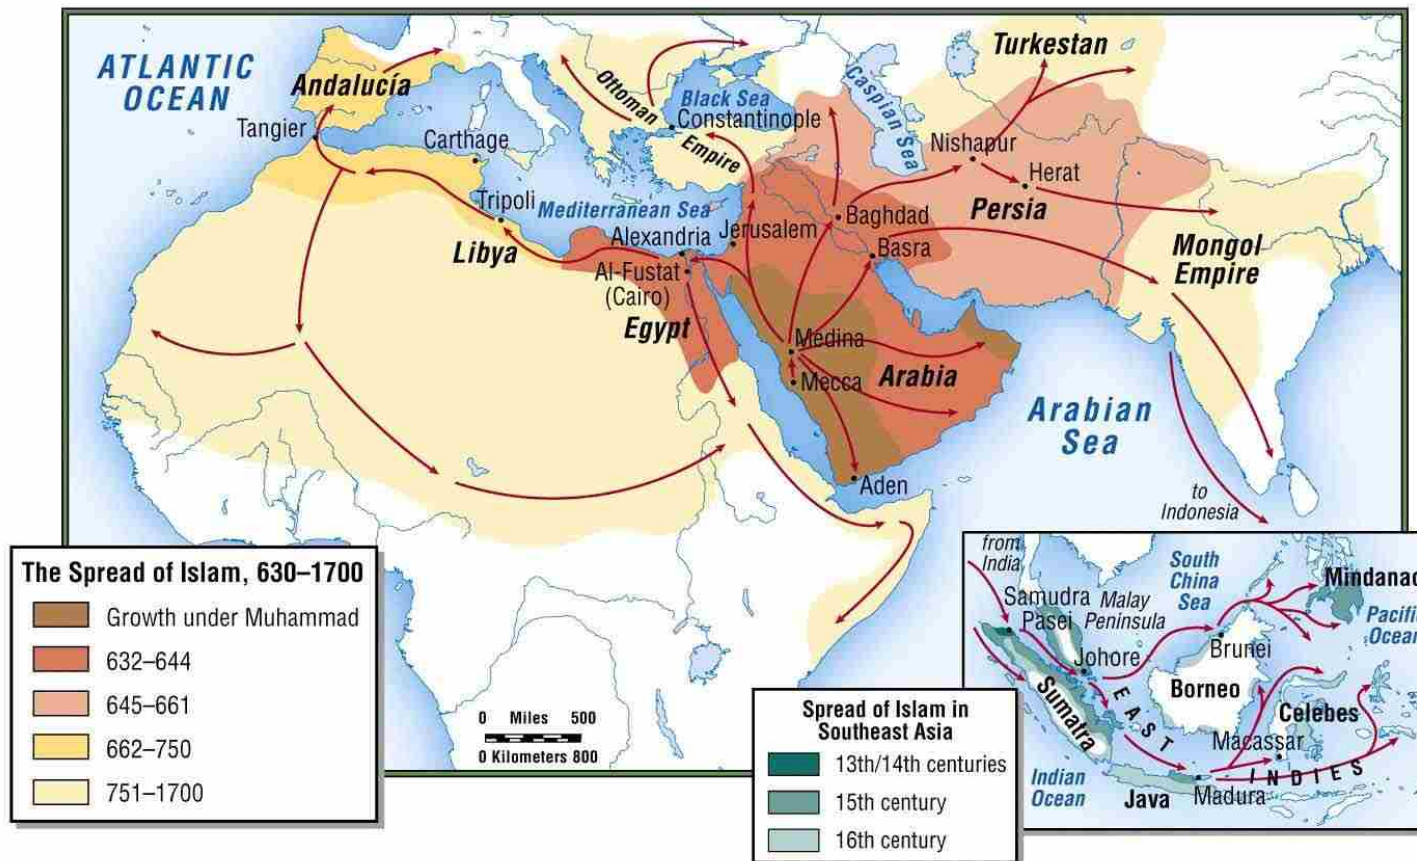 ATLANTIC
OCEAN
Andalucía
Tangier
Carthage
Tripoli
Libya
Mediterranean Sea
Alexandria
Al-Fustat
(Cairo)
Egypt
Jerusalem
Ottoman
Empire
Black Sea
Constantinople
Caspian Sea
Turkestan
Nishapur
Herat
Persia
Baghdad
Basra
Mongol
Empire
Medina
Mecca
Arabia
Aden
Arabian
Sea
to
Indonesia
The Spread of Islam, 630–1700
Growth under Muhammad
632–644
645–661
662–750
751–1700
0 Miles 500
0 Kilometers 800
Spread of Islam in
Southeast Asia
13th/14th centuries
15th century
16th century
from
India
Samudra
Pasei
Malay
Peninsula
South
China
Sea
Mindanao
Pacific
Ocean
Johore
Brunei
Borneo
Sumatra
EAST
INDIES
Celebes
Macassar
Indian
Ocean
Java
Madura